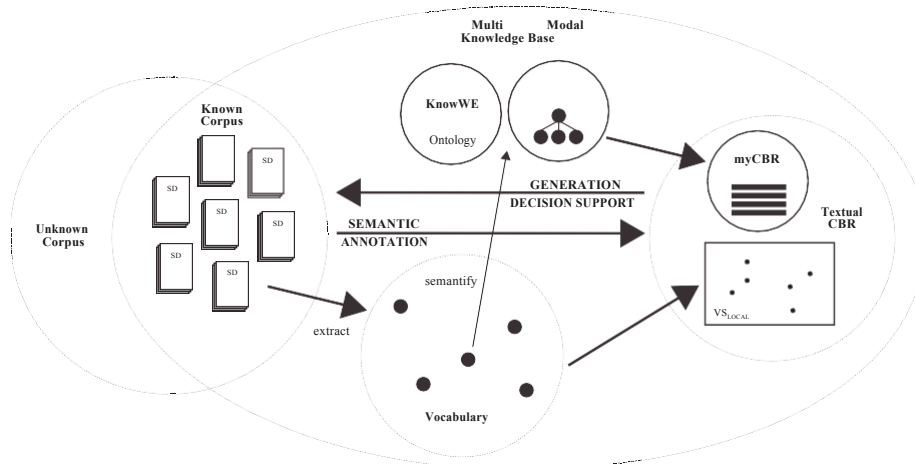 Multi Modal
Knowledge Base
Known
Corpus
KnowWE
Ontology
myCBR
Textual
CBR
SD
SD
SD
SD
SD
SD
SD
Unknown
Corpus
GENERATION
DECISION SUPPORT
SEMANTIC
ANNOTATION
semantify
extract
VSLOCAL
Vocabulary